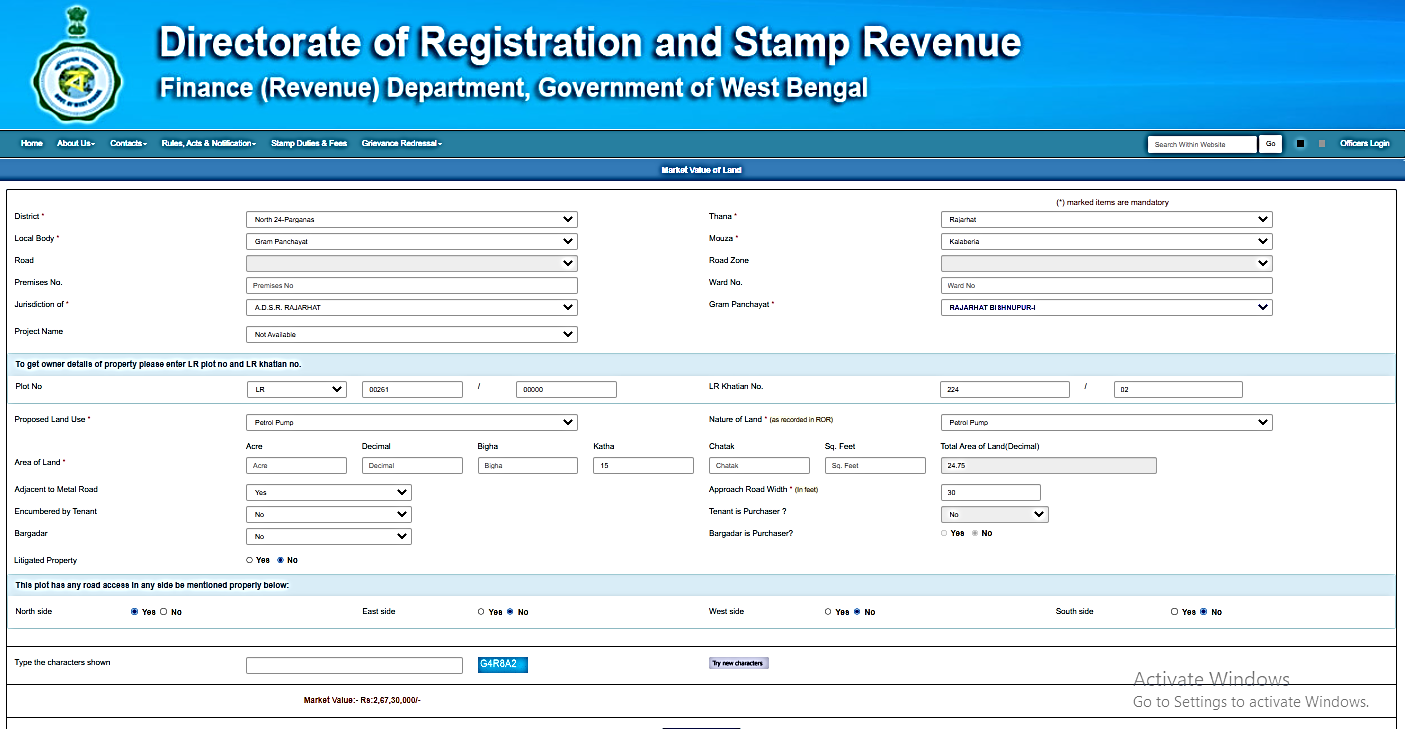 Directorate of Registration and Stamp Revenue
Finance (Revenue) Department, Government of West Bengal
Home About Us Contacts Rules, Acts & Notification Stamp Duties & Fees Grievance Redressal Search Within Website Go Officers Login
Market Value of Land
(*) marked items are mandatory
District * North 24-Parganas Thana * Rajarhat
Local Body * Gram Panchayat Mouza * Kalaberia
Road Road Zone
Premises No. Premises No Ward No. Ward No
Jurisdiction of * A.D.S.R. RAJARHAT Gram Panchayat * RAJARHAT BISHNUPUR-I
Project Name Not Available
To get owner details of property please enter LR plot no and LR khatian no.
Plot No LR 00261 / 00000 LR Khatian No. 224 / 02
Proposed Land Use * Petrol Pump Nature of Land * (as recorded in ROR) Petrol Pump
Acre Decimal Bigha Katha Chatak Sq. Feet Total Area of Land(Decimal)
Area of Land * Acre Decimal Bigha 15 Chatak Sq. Feet 24.75
Adjacent to Metal Road Yes Approach Road Width * (In feet) 30
Encumbered by Tenant No Tenant is Purchaser ? No
Bargadar No Bargadar is Purchaser? Yes No
Litigated Property Yes No
This plot has any road access in any side be mentioned properly below:
North side Yes No East side Yes No West side Yes No South side Yes No
Type the characters shown G4R8A2 Try new characters
Activate Windows
Market Value:- Rs:2,67,30,000/- Go to Settings to activate Windows.